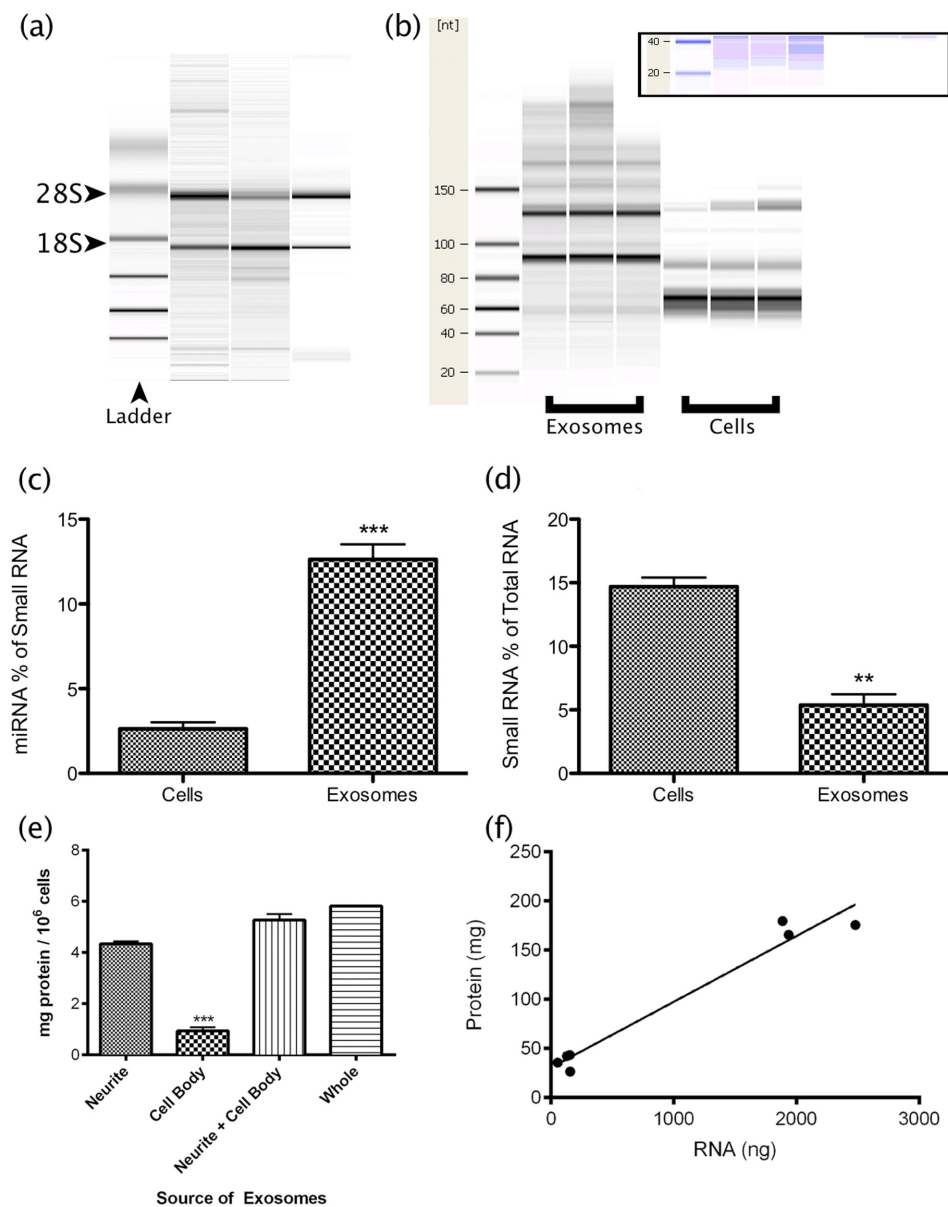 (a)
28S
18S
Ladder
(b)
[nt]
150
100
80
60
40
20
40
20
Exosomes
Cells
(c)
miRNA % of Small RNA
15
10
5
0
***
Cells
Exosomes
(d)
Small RNA % of Total RNA
20
15
10
5
0
**
Cells
Exosomes
(e)
mg protein / 10⁶ cells
8
6
4
2
0
***
Neurite
Cell Body
Neurite + Cell Body
Whole
Source of Exosomes
(f)
Protein (mg)
250
200
150
100
50
0
0
1000
2000
3000
RNA (ng)